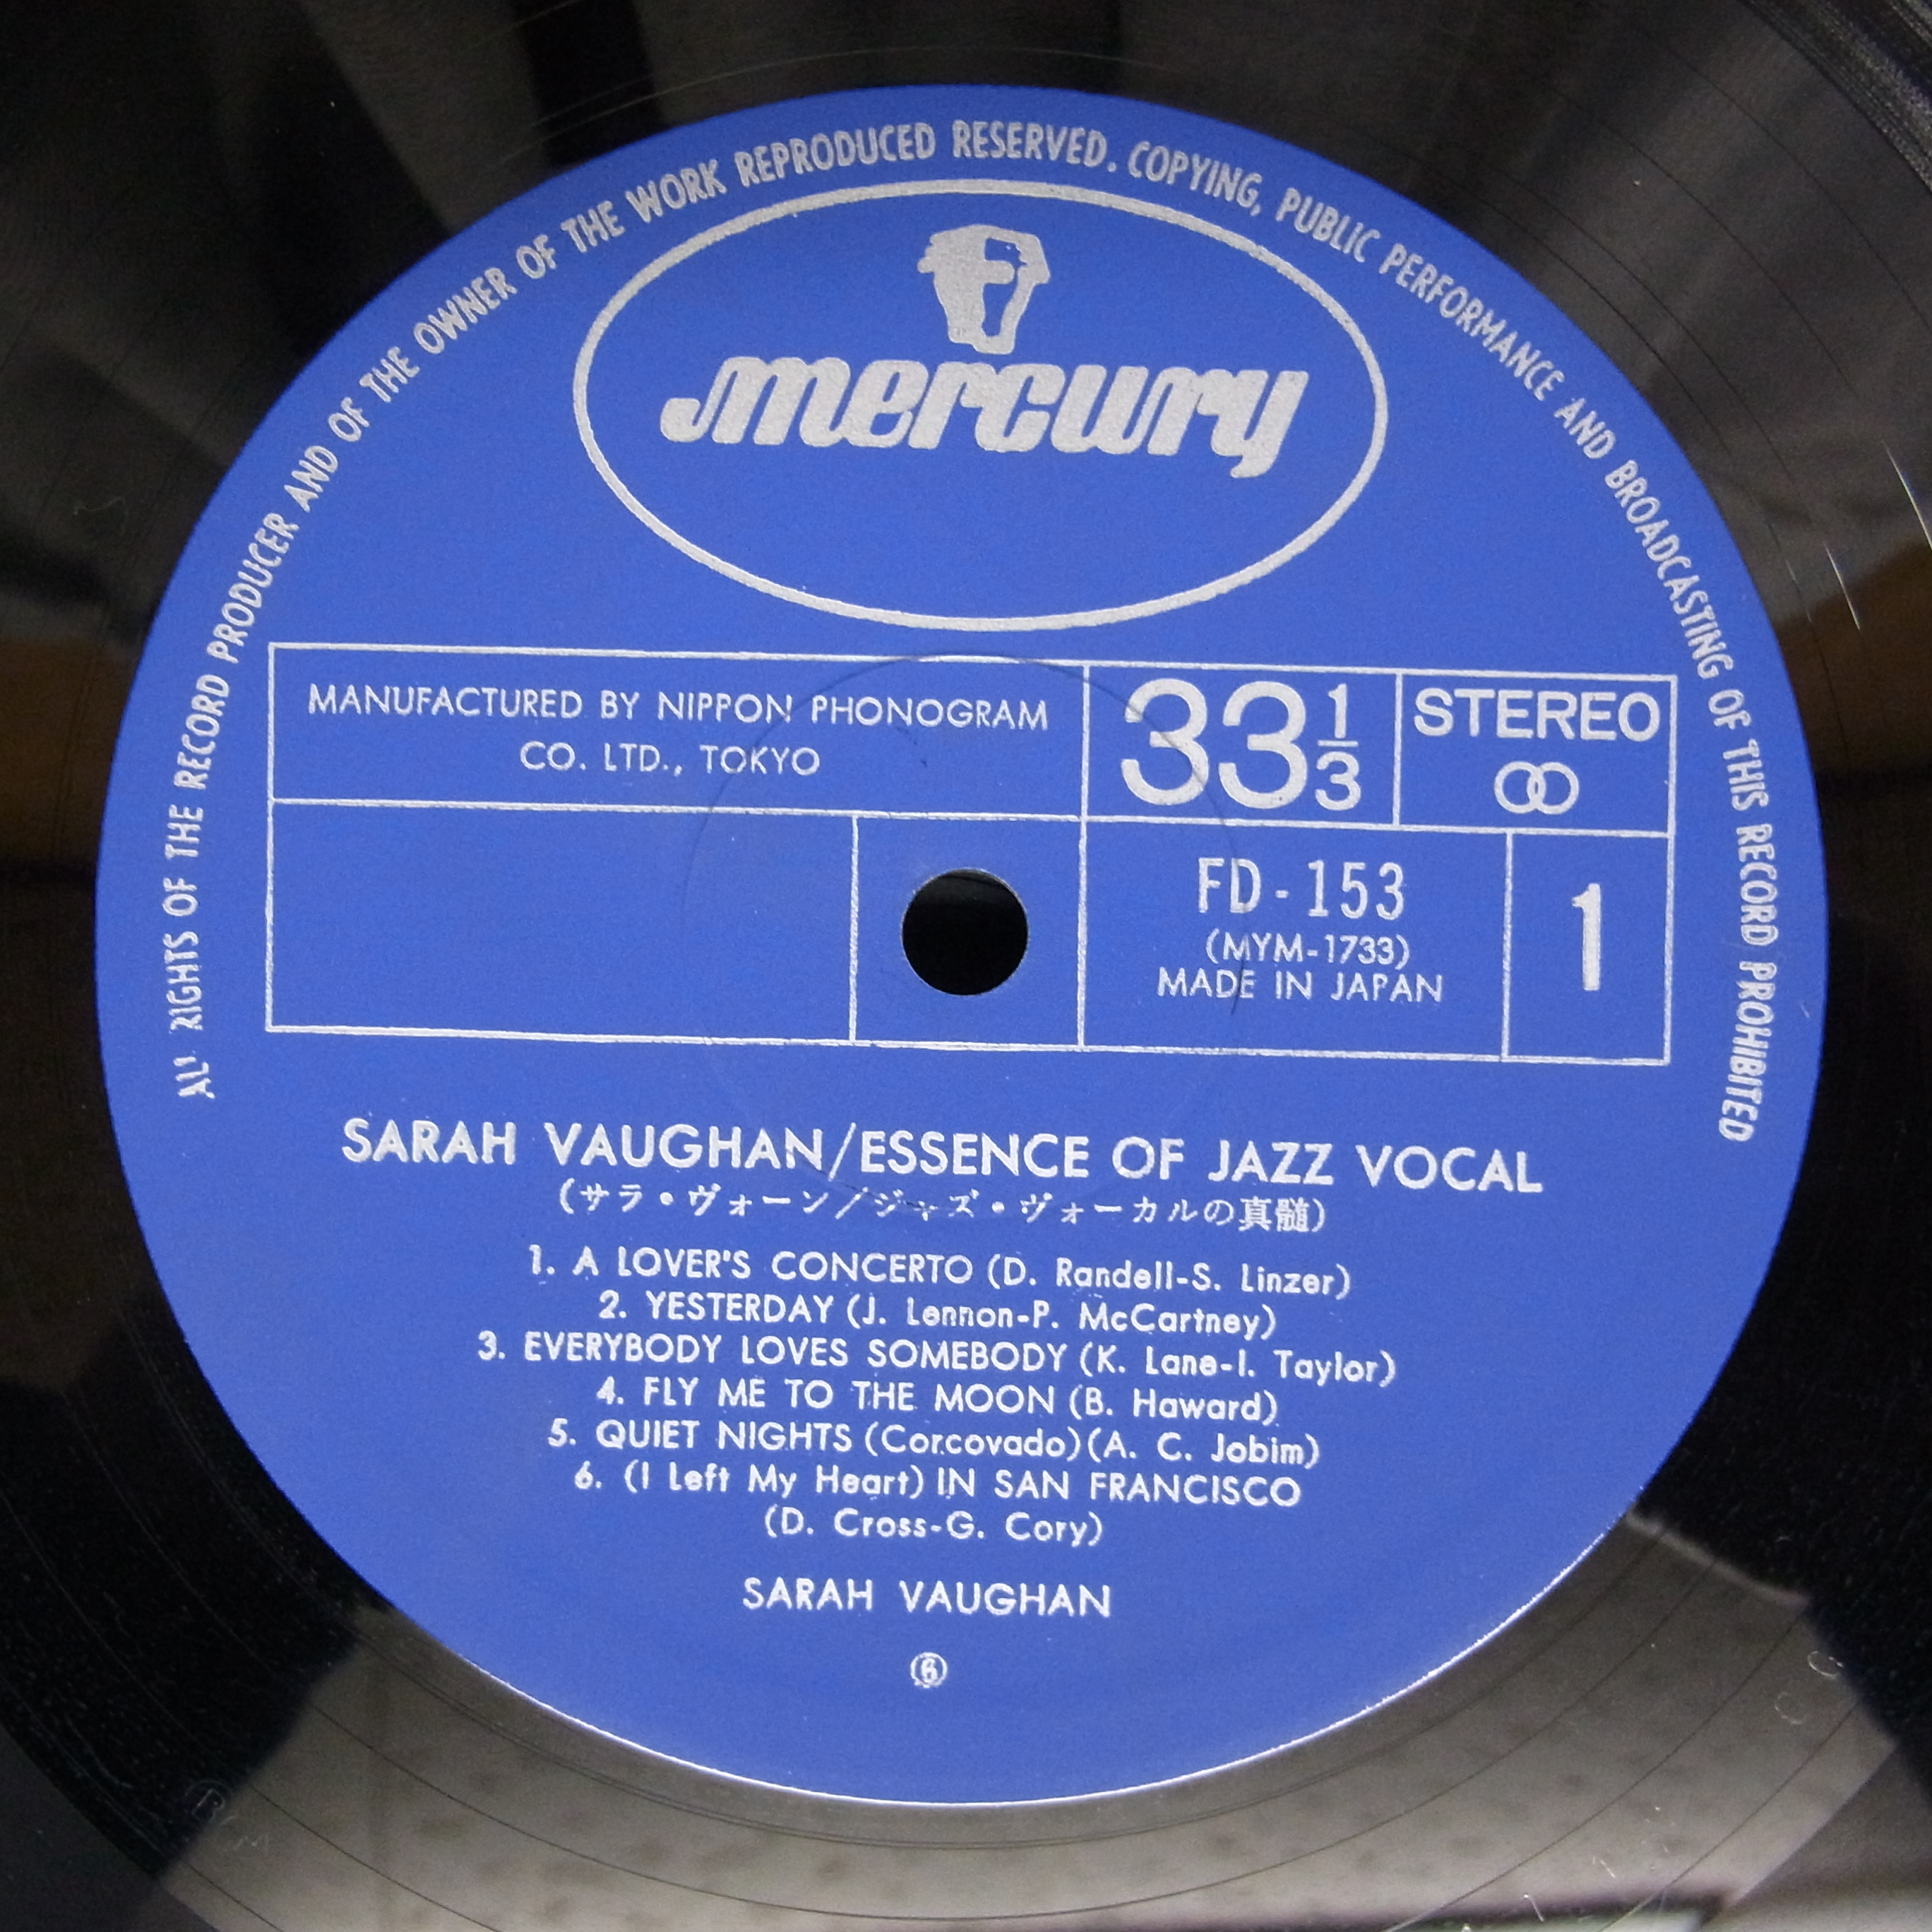 ALL RIGHTS OF THE RECORD PRODUCER AND OF THE OWNER OF THE WORK REPRODUCED RESERVED. COPYING, PUBLIC PERFORMANCE AND BROADCASTING OF THIS RECORD PROHIBITED
mercury
MANUFACTURED BY NIPPON PHONOGRAM
CO. LTD., TOKYO
33 1/3
STEREO
FD-153
(MYM-1733)
MADE IN JAPAN
1
SARAH VAUGHAN/ESSENCE OF JAZZ VOCAL
(サラ・ヴォーン/ジャズ・ヴォーカルの真髄)
1. A LOVER'S CONCERTO (D. Randell-S. Linzer)
2. YESTERDAY (J. Lennon-P. McCartney)
3. EVERYBODY LOVES SOMEBODY (K. Lane-I. Taylor)
4. FLY ME TO THE MOON (B. Haward)
5. QUIET NIGHTS (Corcovado) (A. C. Jobim)
6. (I Left My Heart) IN SAN FRANCISCO
(D. Cross-G. Cory)
SARAH VAUGHAN